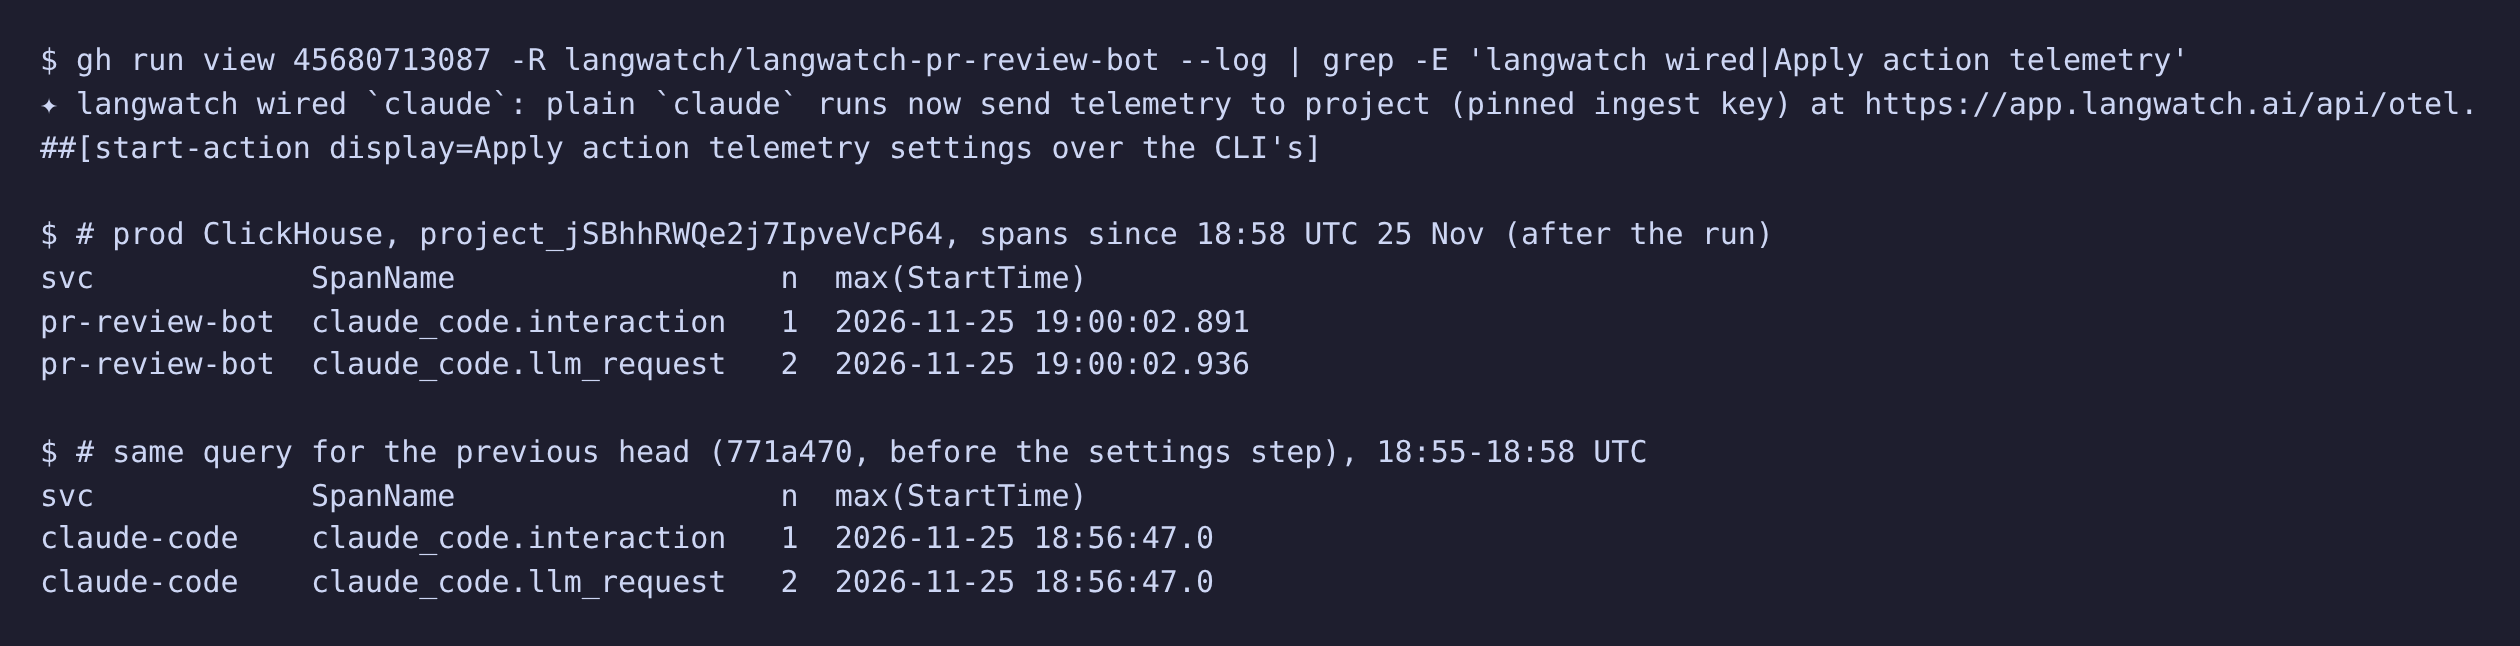 $ gh run view 45680713087 -R langwatch/langwatch-pr-review-bot --log | grep -E 'langwatch wired|Apply action telemetry'
✦ langwatch wired `claude`: plain `claude` runs now send telemetry to project (pinned ingest key) at https://app.langwatch.ai/api/otel.
##[start-action display=Apply action telemetry settings over the CLI's]
$ # prod ClickHouse, project_jSBhhRWQe2j7IpveVcP64, spans since 18:58 UTC 25 Nov (after the run)
svc            SpanName                  n  max(StartTime)
pr-review-bot  claude_code.interaction   1  2026-11-25 19:00:02.891
pr-review-bot  claude_code.llm_request   2  2026-11-25 19:00:02.936
$ # same query for the previous head (771a470, before the settings step), 18:55-18:58 UTC
svc            SpanName                  n  max(StartTime)
claude-code    claude_code.interaction   1  2026-11-25 18:56:47.0
claude-code    claude_code.llm_request   2  2026-11-25 18:56:47.0